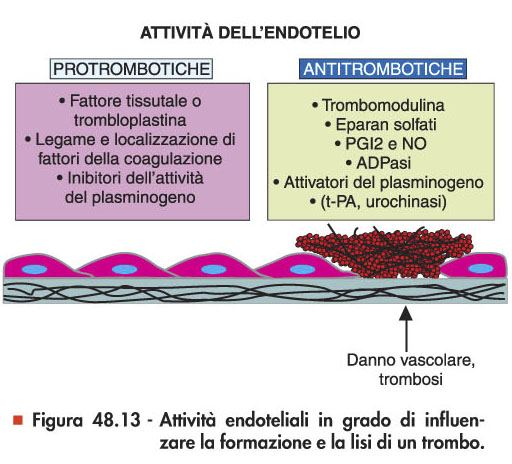 ATTIVITÀ DELL'ENDOTELIO
PROTROMBOTICHE
• Fattore tissutale o
trombloplastina
• Legame e localizzazione di
fattori della coagulazione
• Inibitori dell'attività
del plasminogeno
ANTITROMBOTICHE
• Trombomodulina
• Eparan solfati
• PGI2 e NO
• ADPasi
• Attivatori del plasminogeno
• (t-PA, urochinasi)
Danno vascolare,
trombosi
Figura 48.13 - Attività endoteliali in grado di influen-
zare la formazione e la lisi di un trombo.